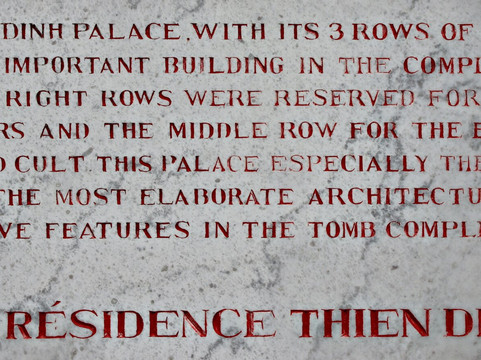 DINH PALACE, WITH ITS 3 ROWS OF
IMPORTANT BUILDING IN THE COMPL
RIGHT ROWS WERE RESERVED FOR
RS AND THE MIDDLE ROW FOR THE E
D CULT. THIS PALACE ESPECIALLY THE
THE MOST ELABORATE ARCHITECTU
VE FEATURES IN THE TOMB COMPLE
RÉSIDENCE THIEN DI